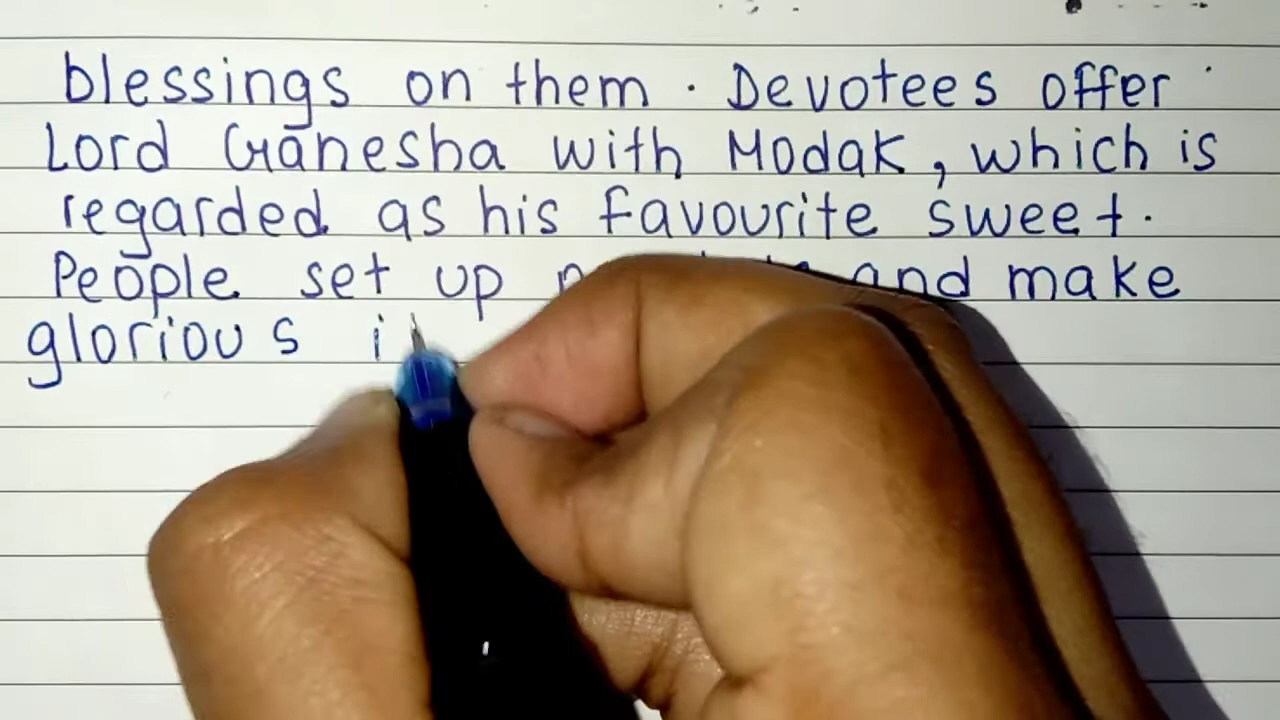 blessings on them. Devotees offer
Lord Ganesha with Modak, which is
regarded as his favourite sweet.
People set up and make
glorious i